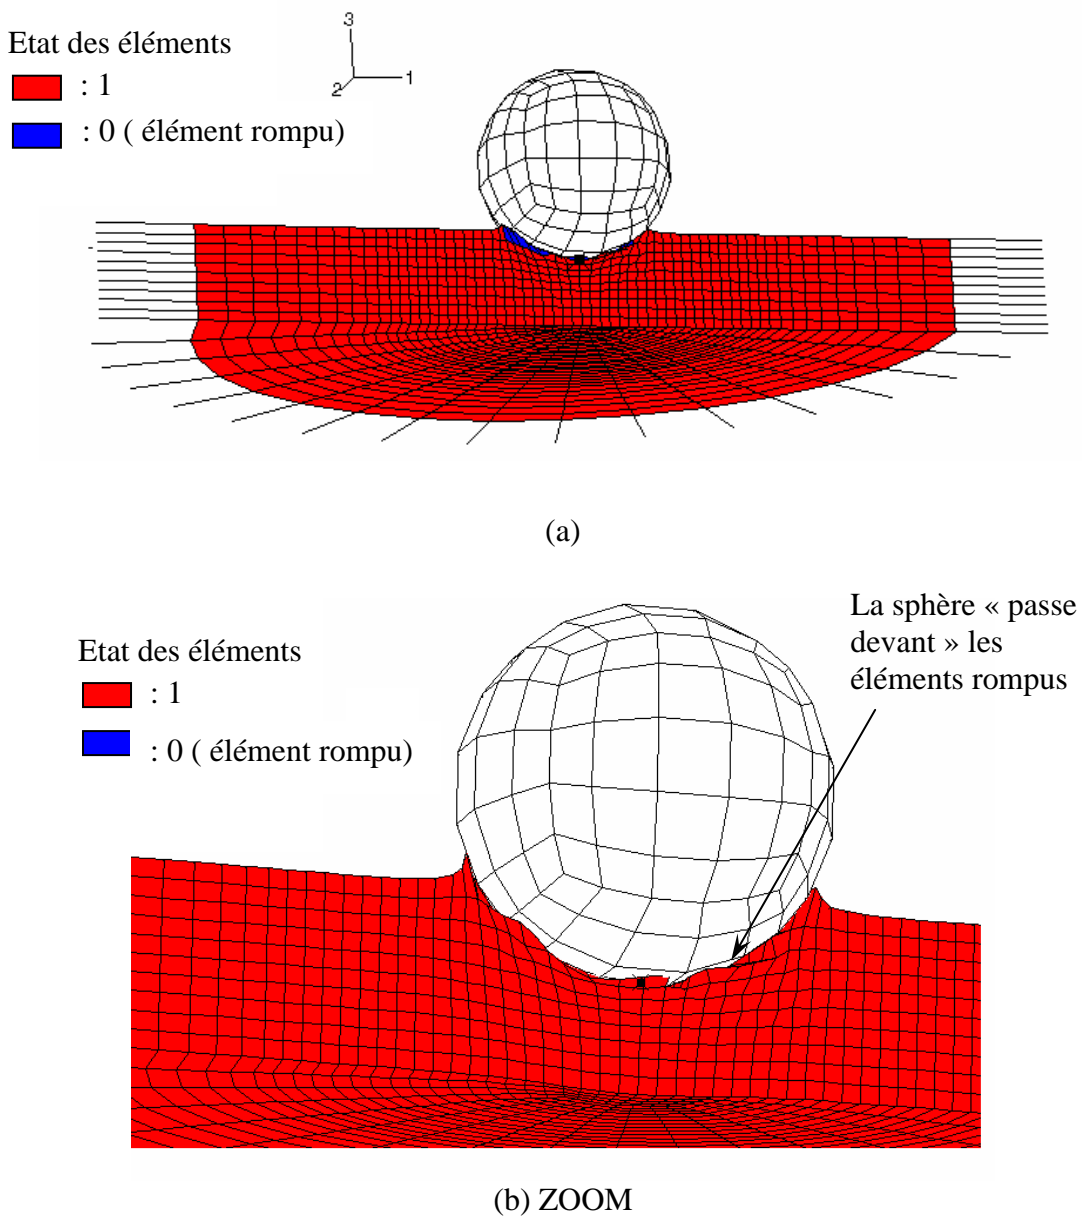 3
Etat des éléments
: 1
1
2
: 0 ( élément rompu)
(a)
La sphère « passe
devant » les
éléments rompus
Etat des éléments
: 1
: 0 ( élément rompu)
(b) ZOOM